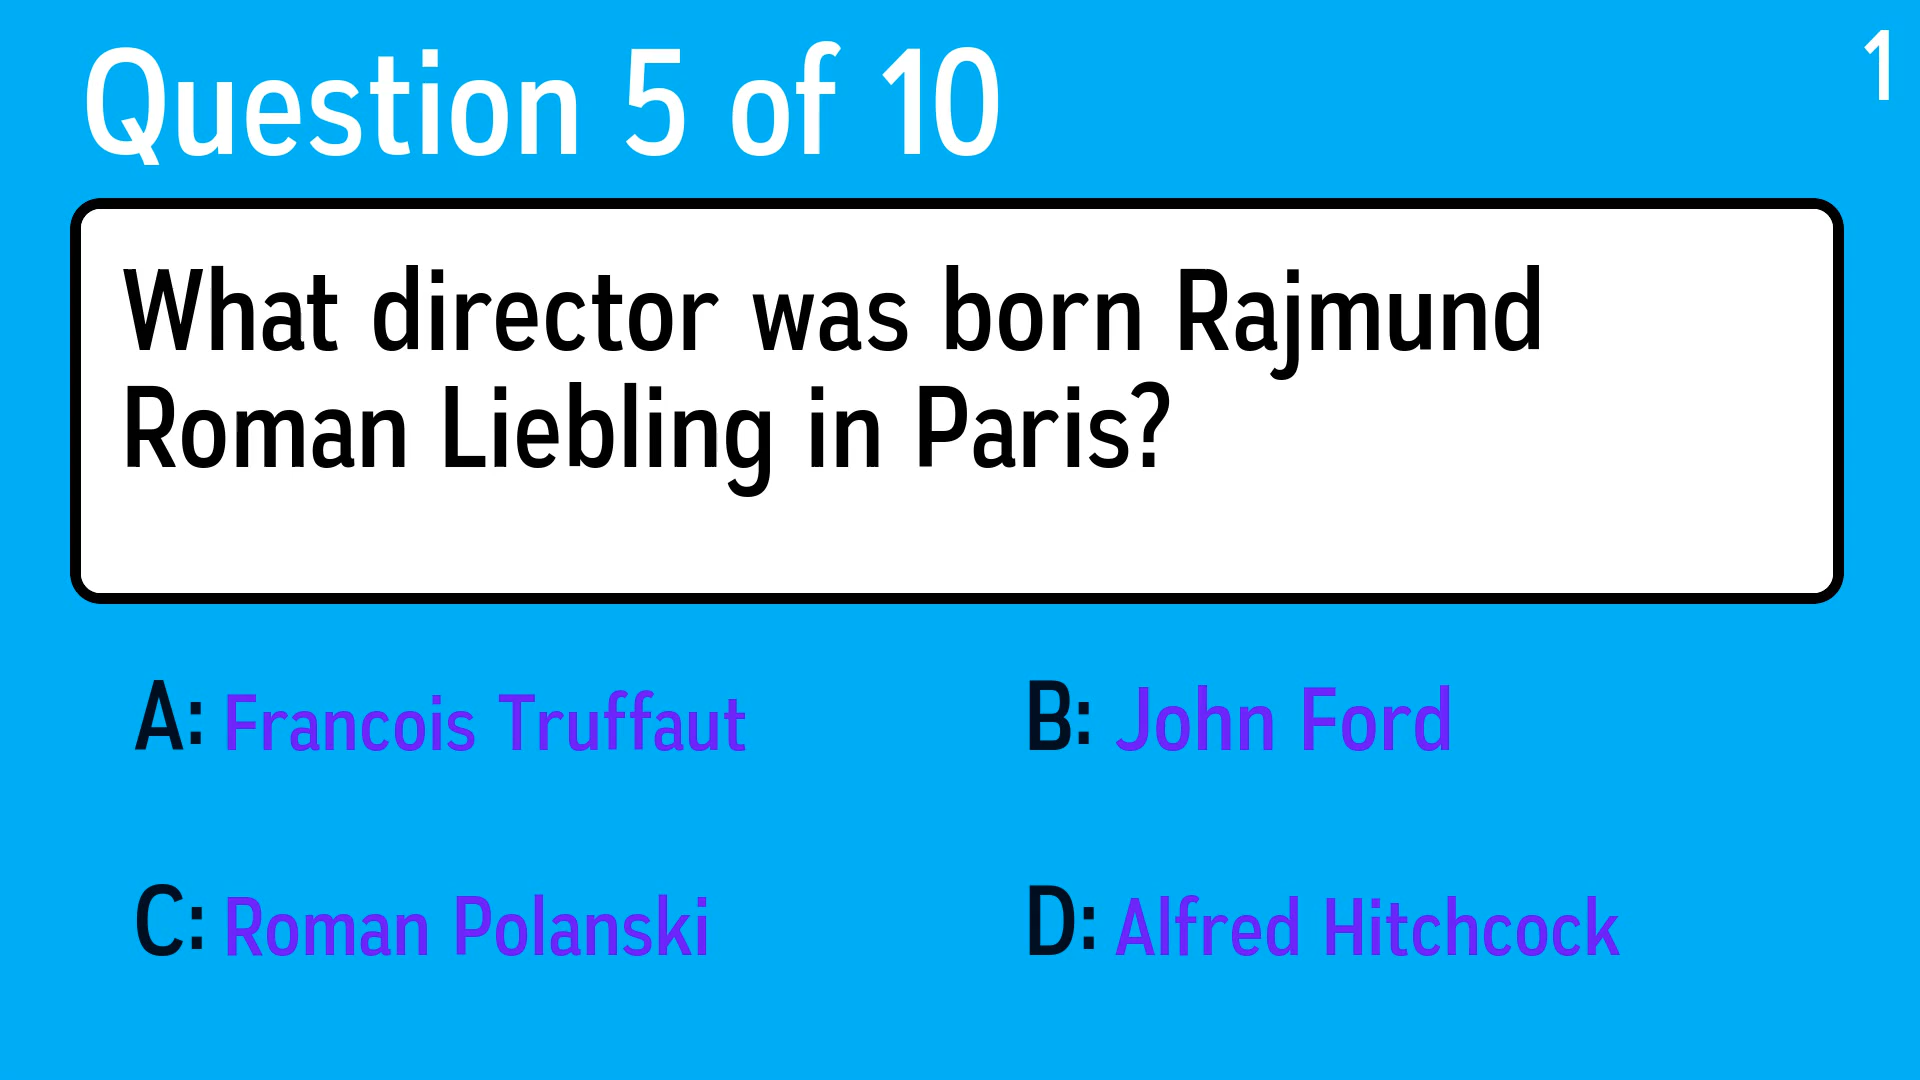 Question 5 of 10
1
What director was born Rajmund
Roman Liebling in Paris?
A: Francois Truffaut
B: John Ford
C: Roman Polanski
D: Alfred Hitchcock